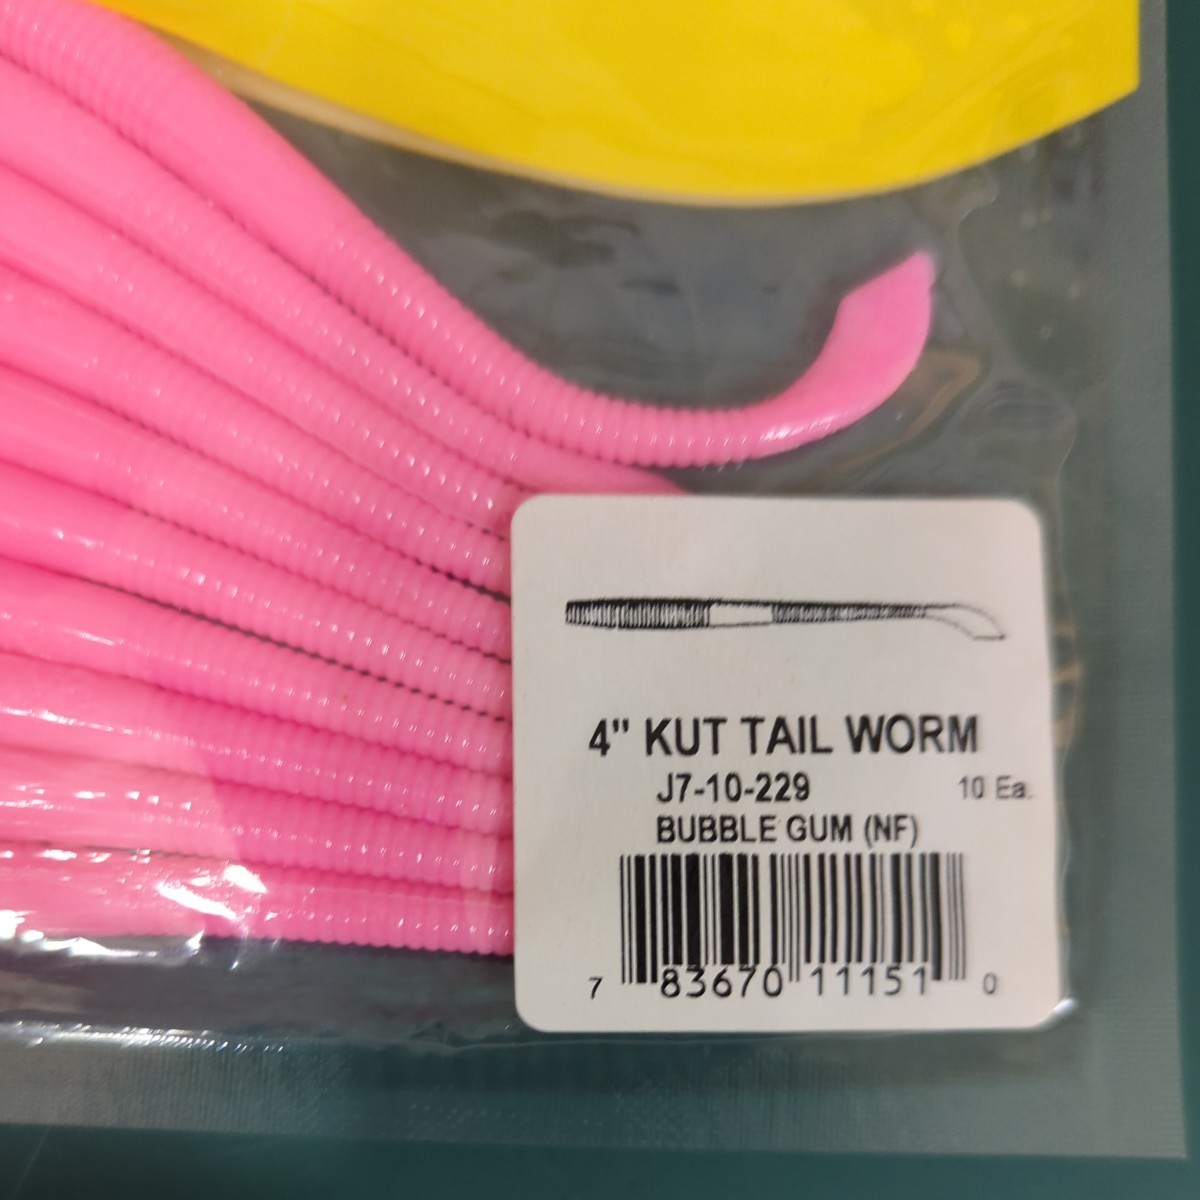 4" KUT TAIL WORM
J7-10-229 10 Ea.
BUBBLE GUM (NF)
7 83670 11151 0